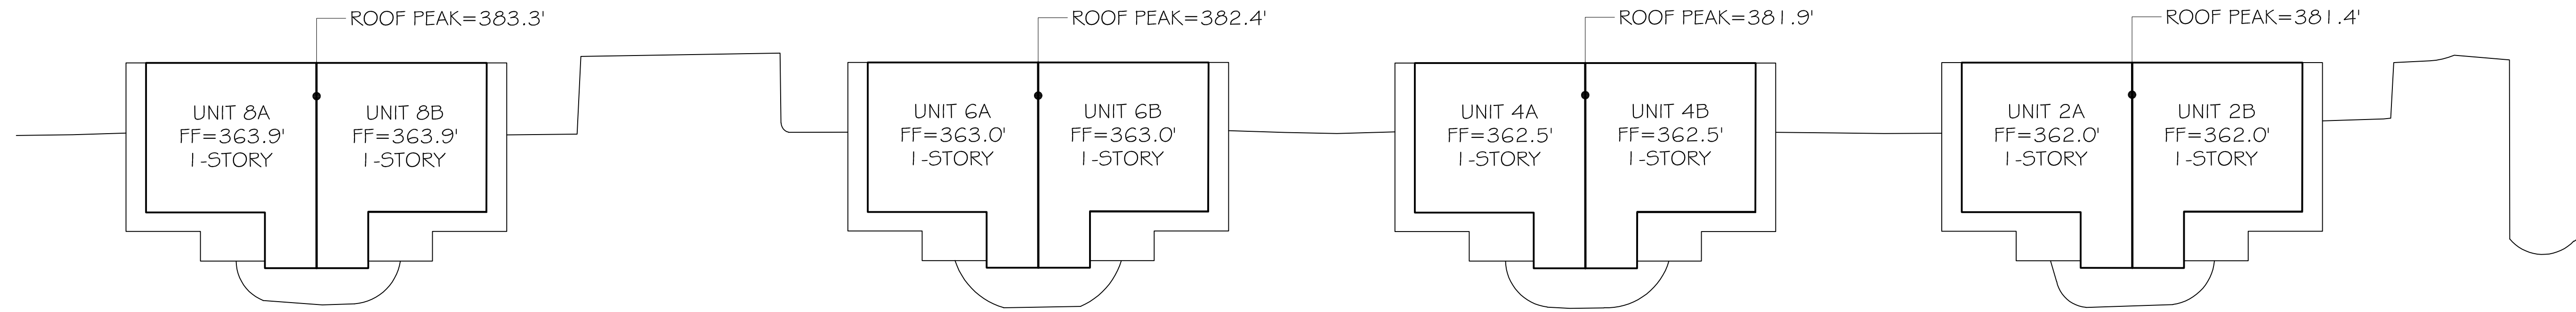 ROOF PEAK=383.3'
UNIT 8A
FF=363.9'
1-STORY
UNIT 8B
FF=363.9'
1-STORY
ROOF PEAK=382.4'
UNIT 6A
FF=363.0'
1-STORY
UNIT 6B
FF=363.0'
1-STORY
ROOF PEAK=381.9'
UNIT 4A
FF=362.5'
1-STORY
UNIT 4B
FF=362.5'
1-STORY
ROOF PEAK=381.4'
UNIT 2A
FF=362.0'
1-STORY
UNIT 2B
FF=362.0'
1-STORY